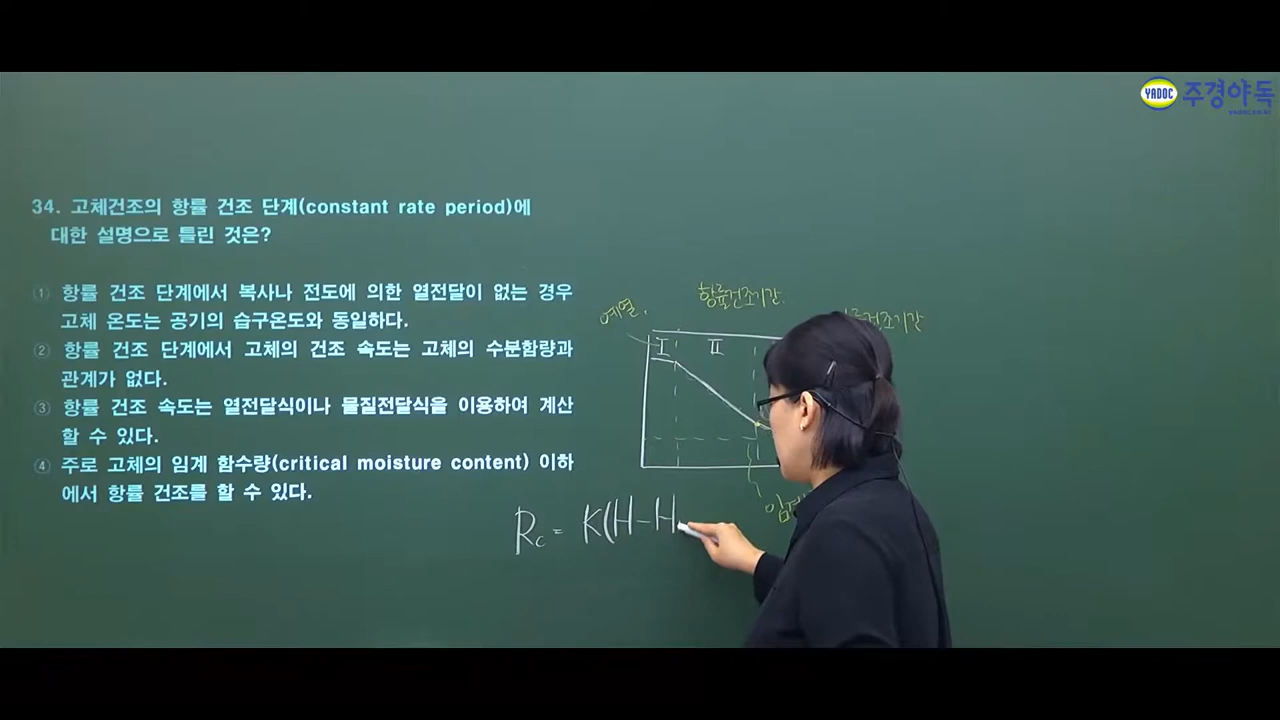 YADOC 주경야독
34. 고체건조의 항률 건조 단계(constant rate period)에
대한 설명으로 틀린 것은?
① 항률 건조 단계에서 복사나 전도에 의한 열전달이 없는 경우
고체 온도는 공기의 습구온도와 동일하다.
② 항률 건조 단계에서 고체의 건조 속도는 고체의 수분함량과
관계가 없다.
③ 항률 건조 속도는 열전달식이나 물질전달식을 이용하여 계산
할 수 있다.
④ 주로 고체의 임계 함수량(critical moisture content) 이하
에서 항률 건조를 할 수 있다.
예열.
항률건조기간.
률건조기간
I II
임계
Rc = K(H-H